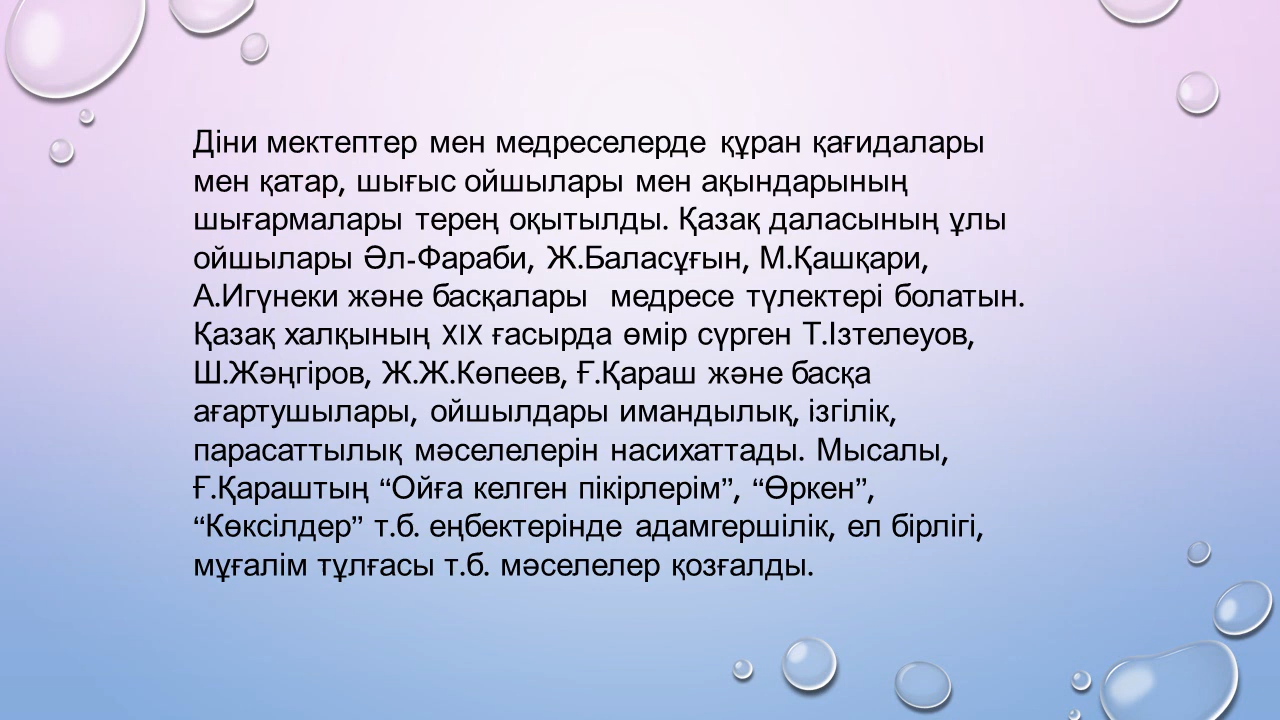 Діни мектептер мен медреселерде құран қағидалары
мен қатар, шығыс ойшылары мен ақындарының
шығармалары терең оқытылды. Қазақ даласының ұлы
ойшылары Әл-Фараби, Ж.Баласұғын, М.Қашқари,
А.Игүнеки және басқалары медресе түлектері болатын.
Қазақ халқының XIX ғасырда өмір сүрген Т.Ізтелеуов,
Ш.Жәңгіров, Ж.Ж.Көпеев, Ғ.Қараш және басқа
ағартушылары, ойшылдары имандылық, ізгілік,
парасаттылық мәселелерін насихаттады. Мысалы,
Ғ.Қараштың “Ойға келген пікірлерім”, “Өркен”,
“Көксілдер” т.б. еңбектерінде адамгершілік, ел бірлігі,
мұғалім тұлғасы т.б. мәселелер қозғалды.